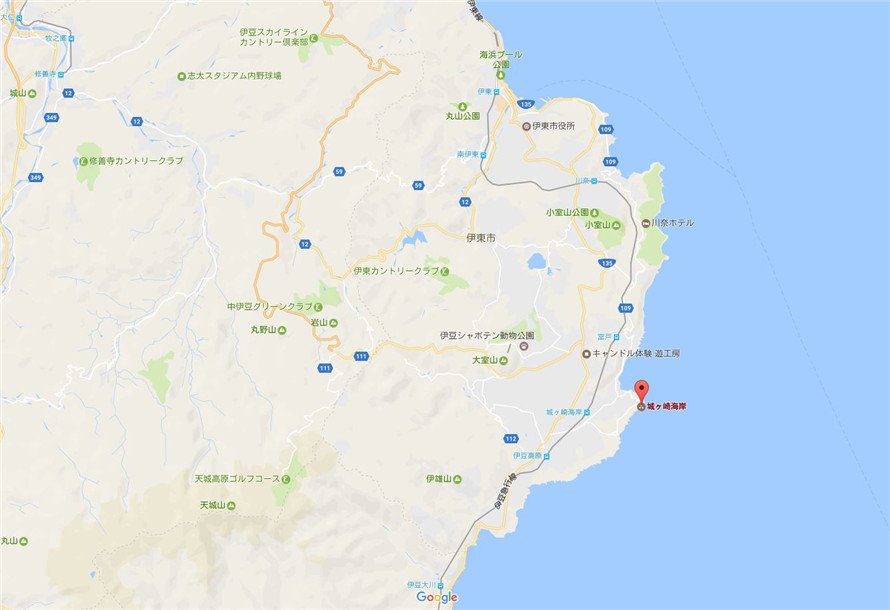 大仁
伊東線
伊豆スカイライン
カントリー倶楽部
牧之郷
海浜プール
公園
修善寺
志太スタジアム内野球場
城山
12
伊東
135
丸山公園
349
12
伊東市役所
109
南伊東
修善寺カントリークラブ
109
59
349
59
川奈
12
小室山公園
小室山
川奈ホテル
伊東市
12
135
伊東カントリークラブ
中伊豆グリーンクラブ
109
岩山
丸野山
伊豆シャボテン動物公園
富戸
111
キャンドル体験 遊工房
大室山
111
城ヶ崎海岸
城ヶ崎海岸
112
伊豆高原
天城高原ゴルフコース
伊雄山
伊豆急行線
天城山
丸山
伊豆大川
Google